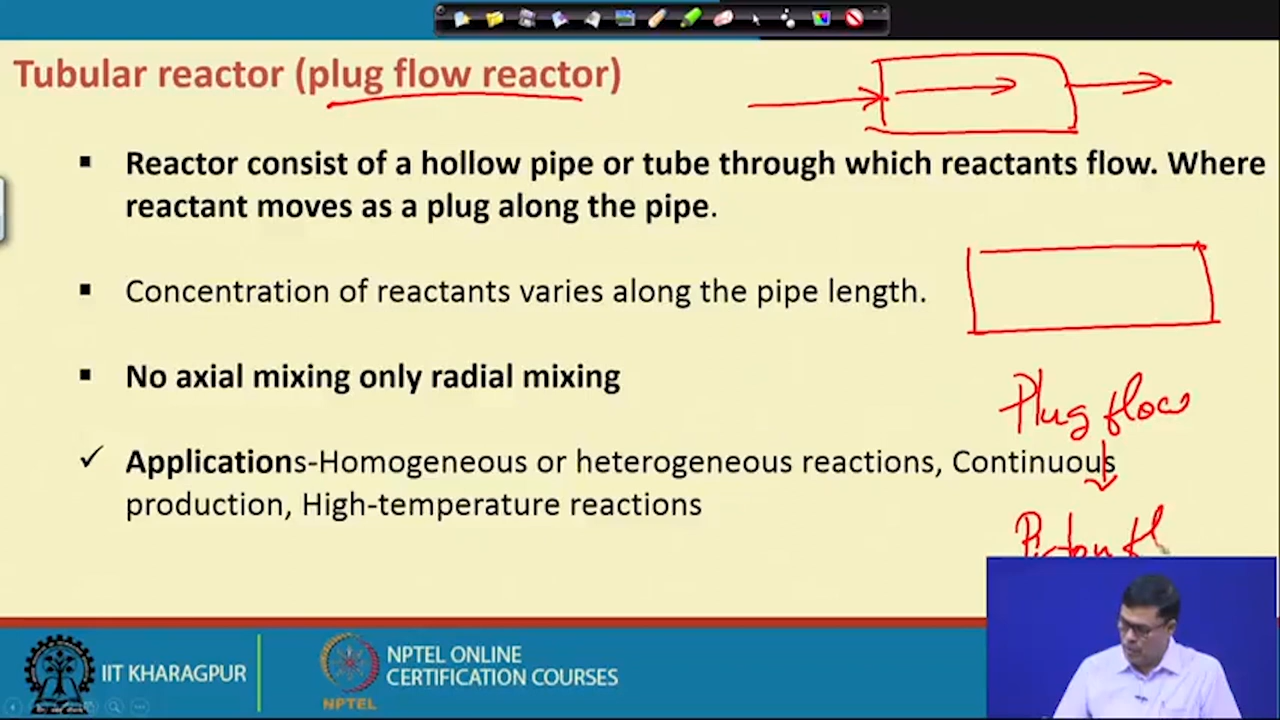 Tubular reactor (plug flow reactor)
▪ Reactor consist of a hollow pipe or tube through which reactants flow. Where
reactant moves as a plug along the pipe.
▪ Concentration of reactants varies along the pipe length.
▪ No axial mixing only radial mixing
Plug flow
✓ Applications-Homogeneous or heterogeneous reactions, Continuous
production, High-temperature reactions
Piston fl
IIT KHARAGPUR
NPTEL
NPTEL ONLINE
CERTIFICATION COURSES